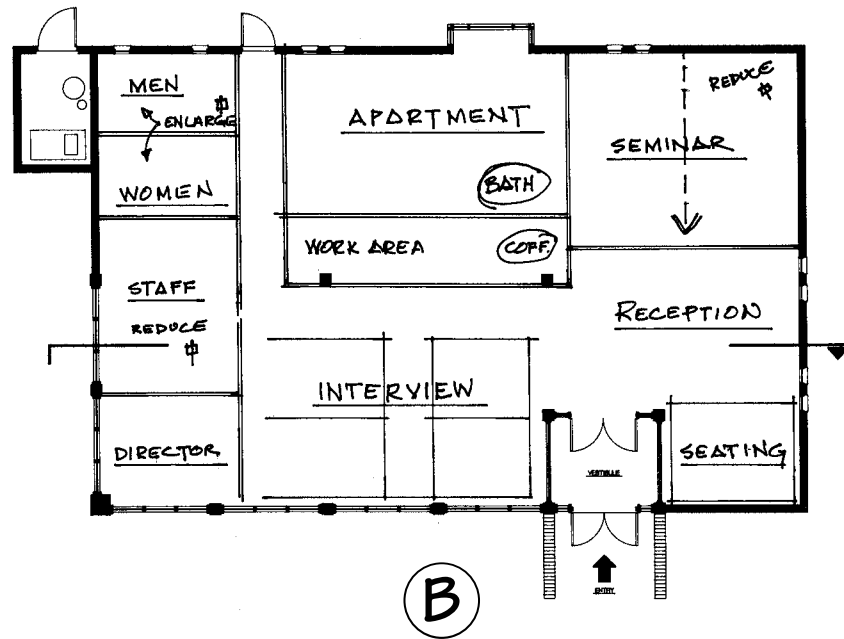 MEN
ENLARGE
WOMEN
APARTMENT
BATH
REDUCE
SEMINAR
WORK AREA
COFF.
STAFF
REDUCE
RECEPTION
INTERVIEW
DIRECTOR
VESTIBULE
SEATING
ENTRY
B